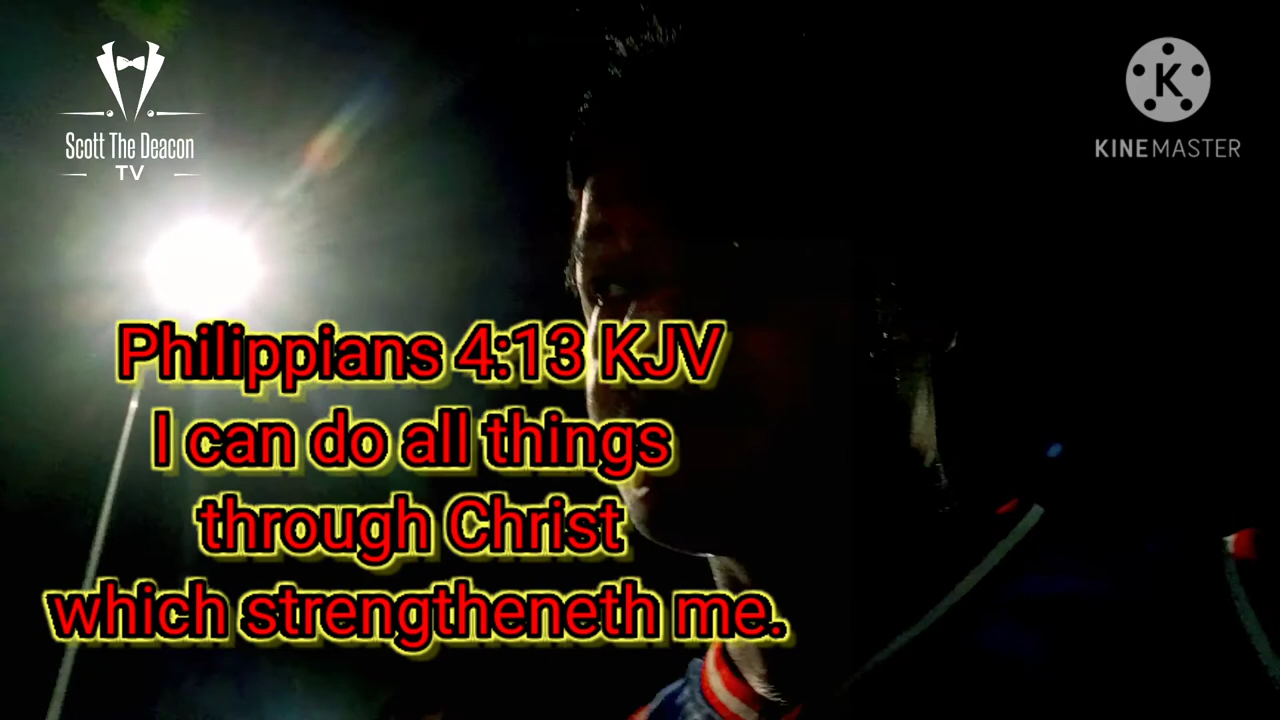 Scott The Deacon
TV
K
KINEMASTER
Philippians 4:13 KJV
I can do all things
through Christ
which strengtheneth me.